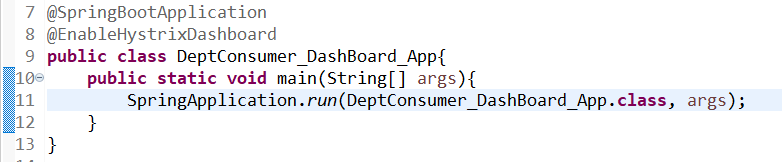 7 @SpringBootApplication
8 @EnableHystrixDashboard
9 public class DeptConsumer_DashBoard_App{
10 public static void main(String[] args){
11 SpringApplication.run(DeptConsumer_DashBoard_App.class, args);
12 }
13 }